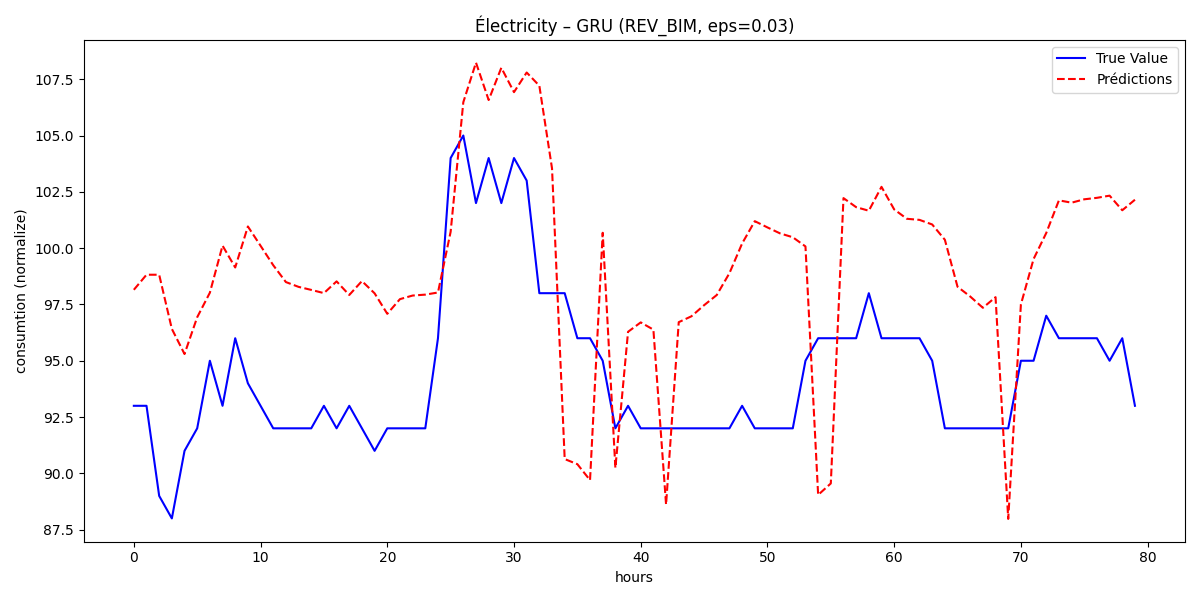 Électricity – GRU (REV_BIM, eps=0.03)
True Value
Prédictions
107.5
105.0
102.5
100.0
97.5
95.0
92.5
90.0
87.5
consumtion (normalize)
0 10 20 30 40 50 60 70 80
hours